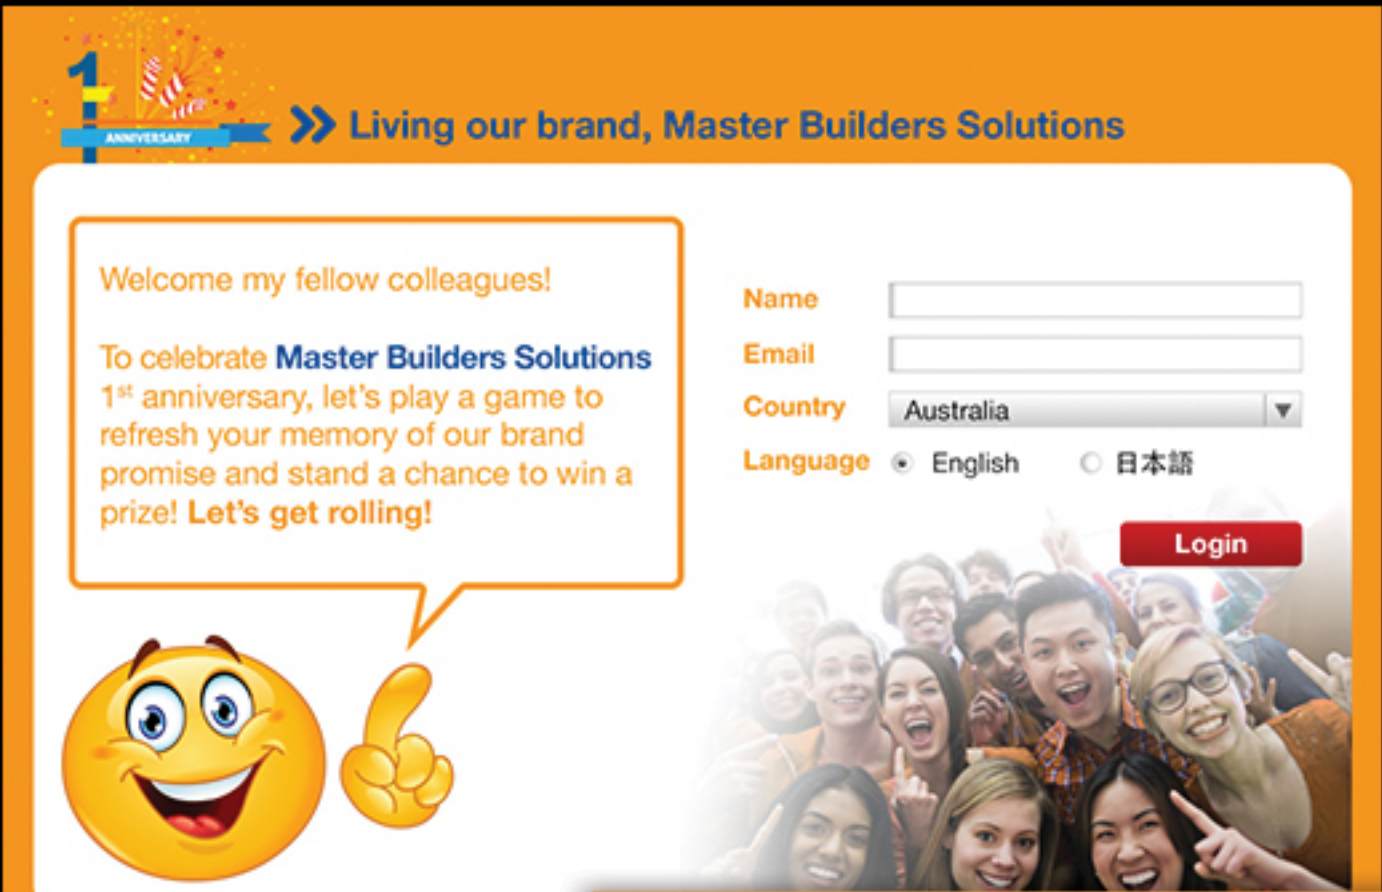 1
ANNIVERSARY
Living our brand, Master Builders Solutions
Welcome my fellow colleagues!
To celebrate Master Builders Solutions
1st anniversary, let's play a game to
refresh your memory of our brand
promise and stand a chance to win a
prize! Let's get rolling!
Name
Email
Country Australia
Language English 日本語
Login